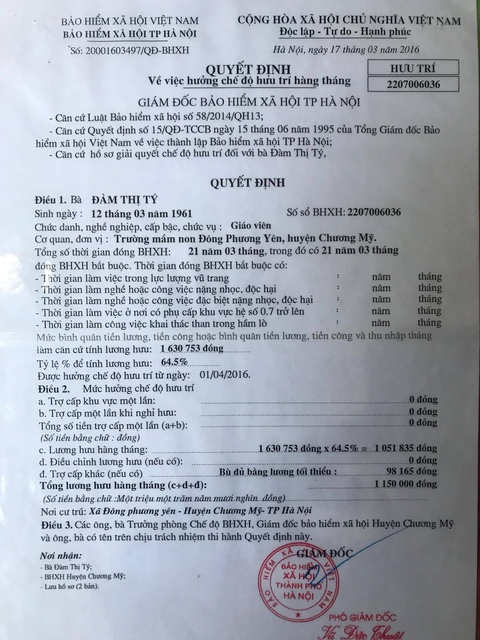 BẢO HIỂM XÃ HỘI VIỆT NAM
BẢO HIỂM XÃ HỘI TP HÀ NỘI
Số: 20001603497/QĐ-BHXH
CỘNG HÒA XÃ HỘI CHỦ NGHĨA VIỆT NAM
Độc lập - Tự do - Hạnh phúc
Hà Nội, ngày 17 tháng 03 năm 2016
QUYẾT ĐỊNH
Về việc hưởng chế độ hưu trí hàng tháng
HƯU TRÍ
2207006036
GIÁM ĐỐC BẢO HIỂM XÃ HỘI TP HÀ NỘI
- Căn cứ Luật Bảo hiểm xã hội số 58/2014/QH13;
- Căn cứ Quyết định số 15/QĐ-TCCB ngày 15 tháng 06 năm 1995 của Tổng Giám đốc Bảo
hiểm xã hội Việt Nam về việc thành lập Bảo hiểm xã hội TP Hà Nội;
- Căn cứ hồ sơ giải quyết chế độ hưu trí đối với bà Đàm Thị Tý,
QUYẾT ĐỊNH
Điều 1. Bà ĐÀM THỊ TÝ
Sinh ngày : 12 tháng 03 năm 1961 Số sổ BHXH: 2207006036
Chức danh, nghề nghiệp, cấp bậc, chức vụ : Giáo viên
Cơ quan, đơn vị : Trường mầm non Đông Phương Yên, huyện Chương Mỹ.
Tổng số thời gian đóng BHXH: 21 năm 03 tháng, trong đó có 21 năm 03 tháng
đóng BHXH bắt buộc. Thời gian đóng BHXH bắt buộc có:
- Thời gian làm việc trong lực lượng vũ trang : năm tháng
- Thời gian làm nghề hoặc công việc nặng nhọc, độc hại : năm tháng
- Thời gian làm nghề hoặc công việc đặc biệt nặng nhọc, độc hại : năm tháng
- Thời gian làm việc ở nơi có phụ cấp khu vực hệ số 0.7 trở lên : năm tháng
- Thời gian làm công việc khai thác than trong hầm lò : năm tháng
Mức bình quân tiền lương, tiền công hoặc bình quân tiền lương, tiền công và thu nhập tháng
làm căn cứ tính lương hưu: 1 630 753 đồng
Tỷ lệ % để tính lương hưu: 64.5%
Được hưởng chế độ hưu trí từ ngày: 01/04/2016.
Điều 2. Mức hưởng chế độ hưu trí
a. Trợ cấp khu vực một lần: 0 đồng
b. Trợ cấp một lần khi nghỉ hưu: 0 đồng
Tổng số tiền trợ cấp một lần (a+b): 0 đồng
(Số tiền bằng chữ : đồng)
c. Lương hưu hàng tháng: 1 630 753 đồng x 64.5% = 1 051 835 đồng
d. Điều chỉnh lương hưu (nếu có): 0 đồng
đ. Trợ cấp khác (nếu có) Bù đủ bằng lương tối thiểu : 98 165 đồng
Tổng lương hưu hàng tháng (c+d+đ): 1 150 000 đồng
(Số tiền bằng chữ :Một triệu một trăm năm mươi nghìn đồng)
Nơi cư trú: Xã Đông phương yên - Huyện Chương Mỹ- TP Hà Nội
Điều 3. Các ông, bà Trưởng phòng Chế độ BHXH, Giám đốc bảo hiểm xã hội Huyện Chương Mỹ
và ông, bà có tên trên chịu trách nhiệm thi hành Quyết định này.
Nơi nhận:
- Bà Đàm Thị Tý;
- BHXH Huyện Chương Mỹ;
- Lưu hồ sơ (2 bản).
GIÁM ĐỐC
BẢO HIỂM XÃ HỘI VIỆT NAM
BẢO HIỂM
XÃ HỘI
THÀNH PHỐ
HÀ NỘI
PHÓ GIÁM ĐỐC
Vũ Đức Thuật